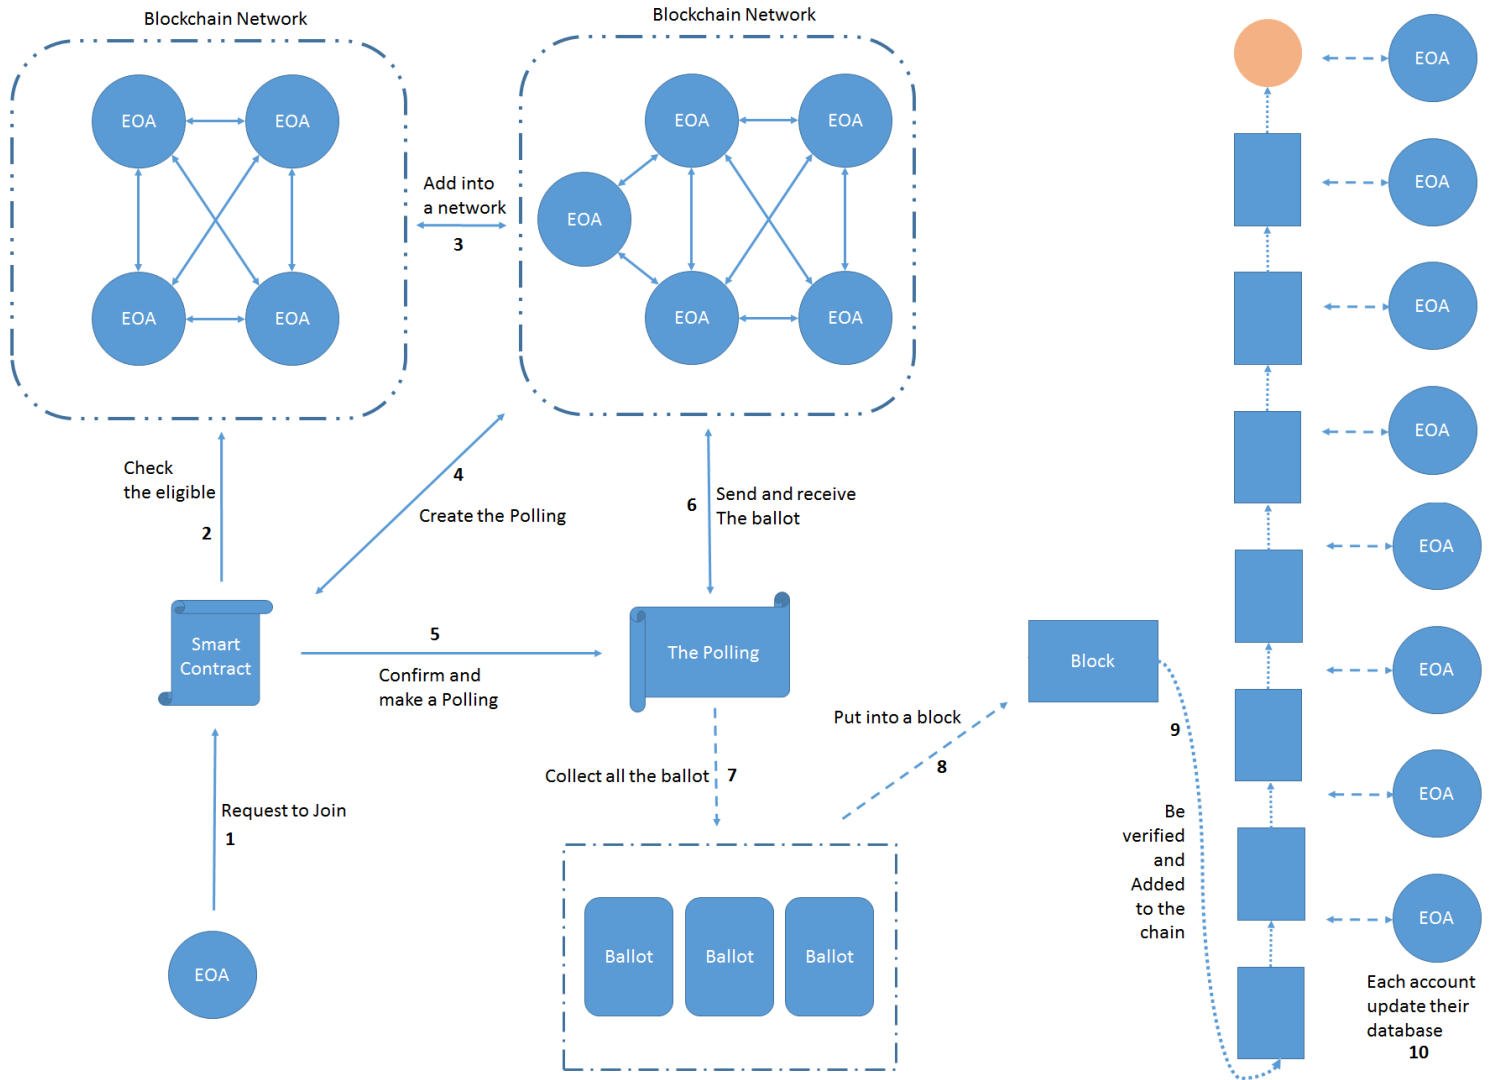 Blockchain Network
Blockchain Network
EOA
EOA
EOA
EOA
Add into
a network
3
EOA
EOA
EOA
EOA
EOA
Check
the eligible
2
4
Create the Polling
6
Send and receive
The ballot
Smart
Contract
5
Confirm and
make a Polling
The Polling
Request to Join
1
EOA
Collect all the ballot
7
Ballot
Ballot
Ballot
Put into a block
8
Block
9
Be
verified
and
Added
to the
chain
EOA
EOA
EOA
EOA
EOA
EOA
EOA
EOA
Each account
update their
database
10